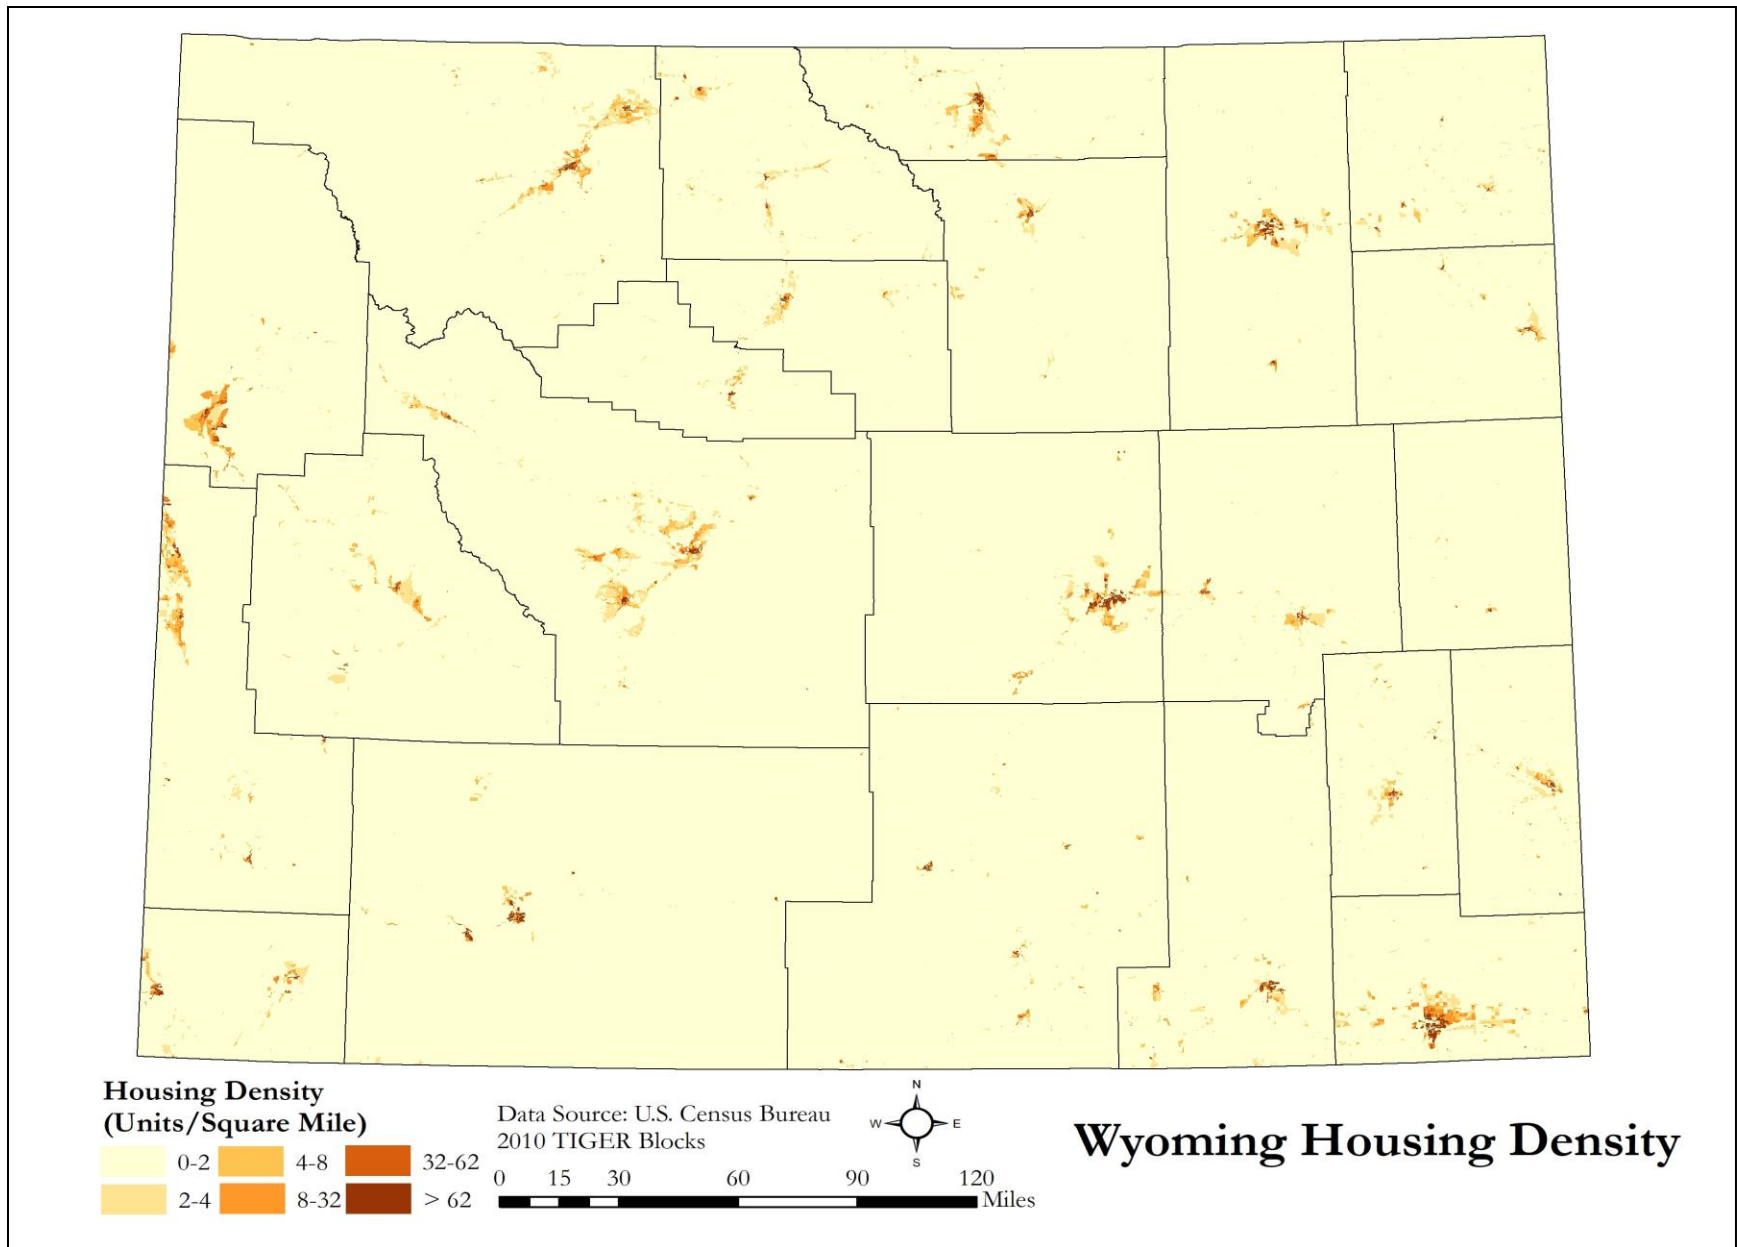 Housing Density
(Units/Square Mile)
0-2
4-8
32-62
2-4
8-32
> 62
Data Source: U.S. Census Bureau
2010 TIGER Blocks
0 15 30 60 90 120
Miles
N
W E
S
Wyoming Housing Density